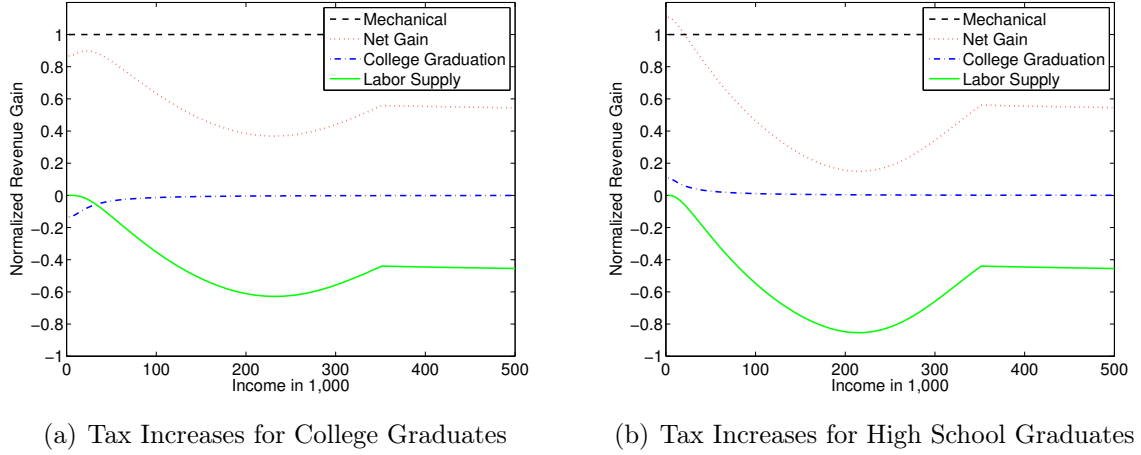 Mechanical
Net Gain
College Graduation
Labor Supply
Normalized Revenue Gain
1
0.8
0.6
0.4
0.2
0
−0.2
−0.4
−0.6
−0.8
−1
0 100 200 300 400 500
Income in 1,000
(a) Tax Increases for College Graduates
Mechanical
Net Gain
College Graduation
Labor Supply
Normalized Revenue Gain
1
0.8
0.6
0.4
0.2
0
−0.2
−0.4
−0.6
−0.8
−1
0 100 200 300 400 500
Income in 1,000
(b) Tax Increases for High School Graduates